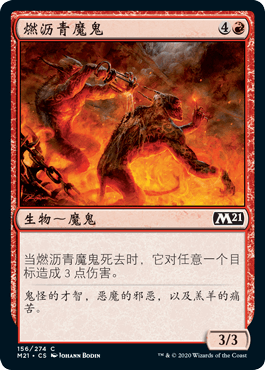 燃沥青魔鬼 4
生物～魔鬼 M21
当燃沥青魔鬼死去时，它对任意一个目
标造成 3 点伤害。
鬼怪的才智，恶魔的邪恶，以及羔羊的痛
苦。
3/3
156/274 C
M21 • CS JOHANN BODIN ™ & © 2020 Wizards of the Coast